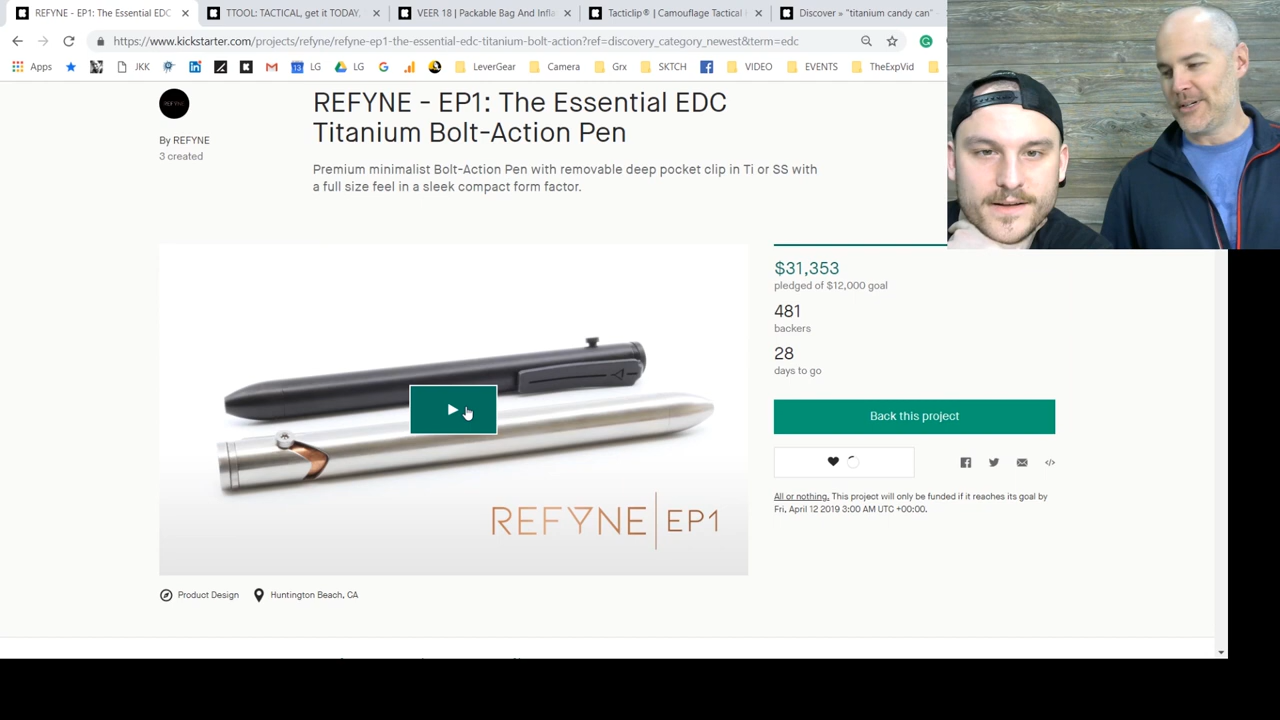 REFYNE - EP1: The Essential EDC
TTOOL: TACTICAL, get it TODAY,
VEER 18 | Packable Bag And Infla
Tacticlip® | Camouflage Tactical
Discover » "titanium candy can"
https://www.kickstarter.com/projects/refyne/refyne-ep1-the-essential-edc-titanium-bolt-action?ref=discovery_category_newest&term=edc
Apps JKK 13 LG LG LeverGear Camera Grx SKTCH VIDEO EVENTS TheExpVid
REFYNE - EP1: The Essential EDC
Titanium Bolt-Action Pen
By REFYNE
3 created
Premium minimalist Bolt-Action Pen with removable deep pocket clip in Ti or SS with
a full size feel in a sleek compact form factor.
$31,353
pledged of $12,000 goal
481
backers
28
days to go
Back this project
All or nothing. This project will only be funded if it reaches its goal by
Fri, April 12 2019 3:00 AM UTC +00:00.
REFYNE | EP1
Product Design
Huntington Beach, CA